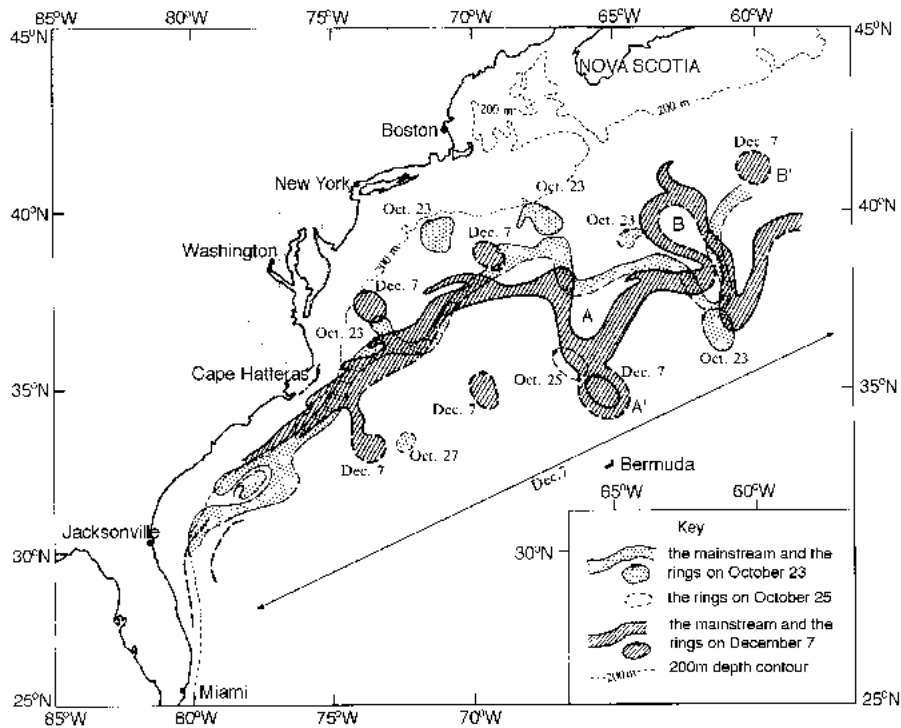 85°W 80°W 75°W 70°W 65°W 60°W
45°N 45°N
NOVA SCOTIA
200 m
200 m
Boston
Dec. 7
B'
New York
Oct. 23
Oct. 23
Oct. 23
B
40°N 40°N
Washington
Dec. 7
200 m
Dec. 7
A
Oct. 23
Oct. 23
Cape Hatteras
Oct. 25
Dec. 7
35°N 35°N
A'
Dec. 7
Dec. 7
Oct. 27
Dec.7
Bermuda
65°W 60°W
Jacksonville
30°N 30°N
Key
the mainstream and the
rings on October 23
the rings on October 25
the mainstream and the
rings on December 7
200m
200m depth contour
Miami
25°N 25°N
85°W 80°W 75°W 70°W